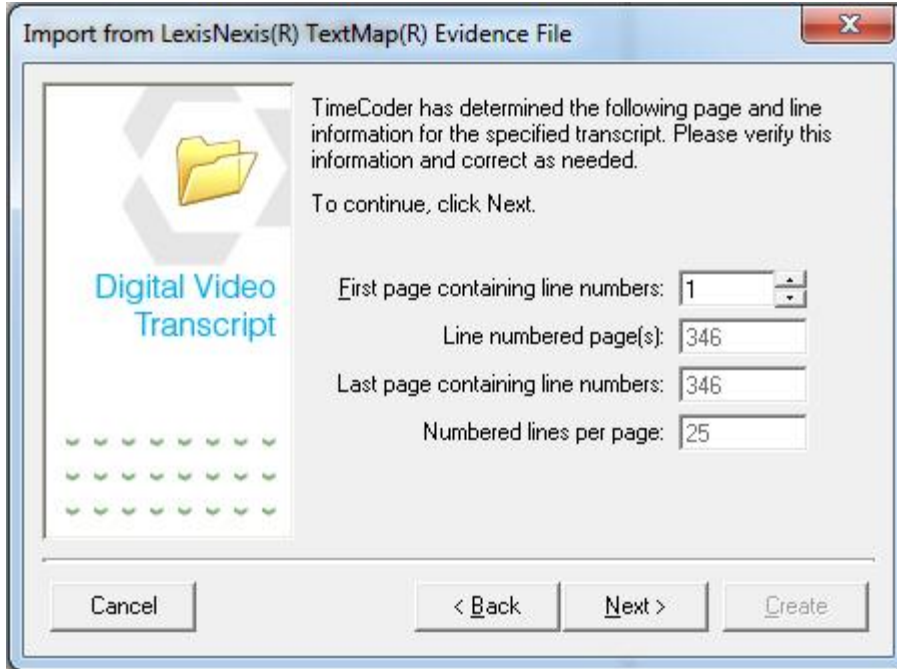 Import from LexisNexis(R) TextMap(R) Evidence File
TimeCoder has determined the following page and line
information for the specified transcript. Please verify this
information and correct as needed.
To continue, click Next.
Digital Video
Transcript
First page containing line numbers: 1
Line numbered page(s): 346
Last page containing line numbers: 346
Numbered lines per page: 25
Cancel
< Back
Next >
Create